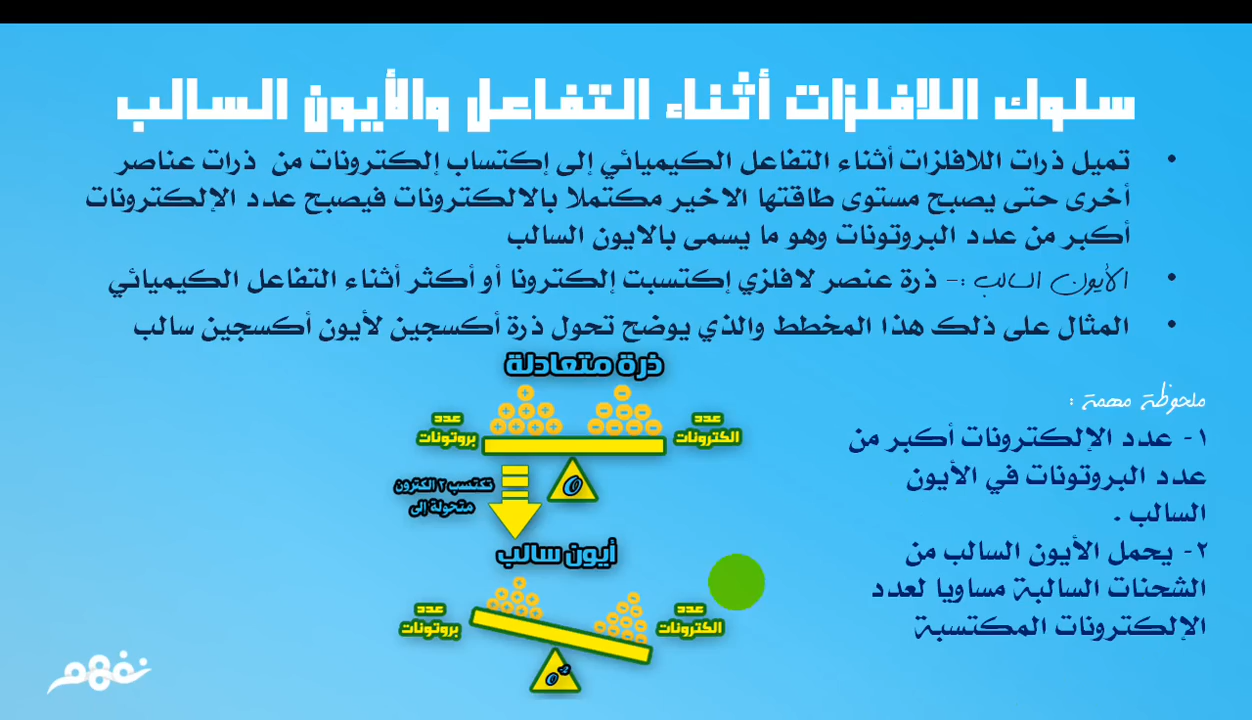 سلوك اللافلزات أثناء التفاعل والأيون السالب
• تميل ذرات اللافلزات أثناء التفاعل الكيميائي إلى إكتساب إلكترونات من ذرات عناصر
أخرى حتى يصبح مستوى طاقتها الاخير مكتملا بالالكترونات فيصبح عدد الإلكترونات
أكبر من عدد البروتونات وهو ما يسمى بالايون السالب
• الأيون السالب :- ذرة عنصر لافلزي إكتسبت إلكترونا أو أكثر أثناء التفاعل الكيميائي
• المثال على ذلك هذا المخطط والذي يوضح تحول ذرة أكسجين لأيون أكسجين سالب
ملحوظة مهمة :
١- عدد الإلكترونات أكبر من
عدد البروتونات في الأيون
السالب .
٢- يحمل الأيون السالب من
الشحنات السالبة مساويا لعدد
الإلكترونات المكتسبة
ذرة متعادلة
عدد
الكترونات
عدد
بروتونات
O
تكتسب ٢ الكترون
متحولة إلى
أيون سالب
عدد
الكترونات
عدد
بروتونات
O-2
نفهم